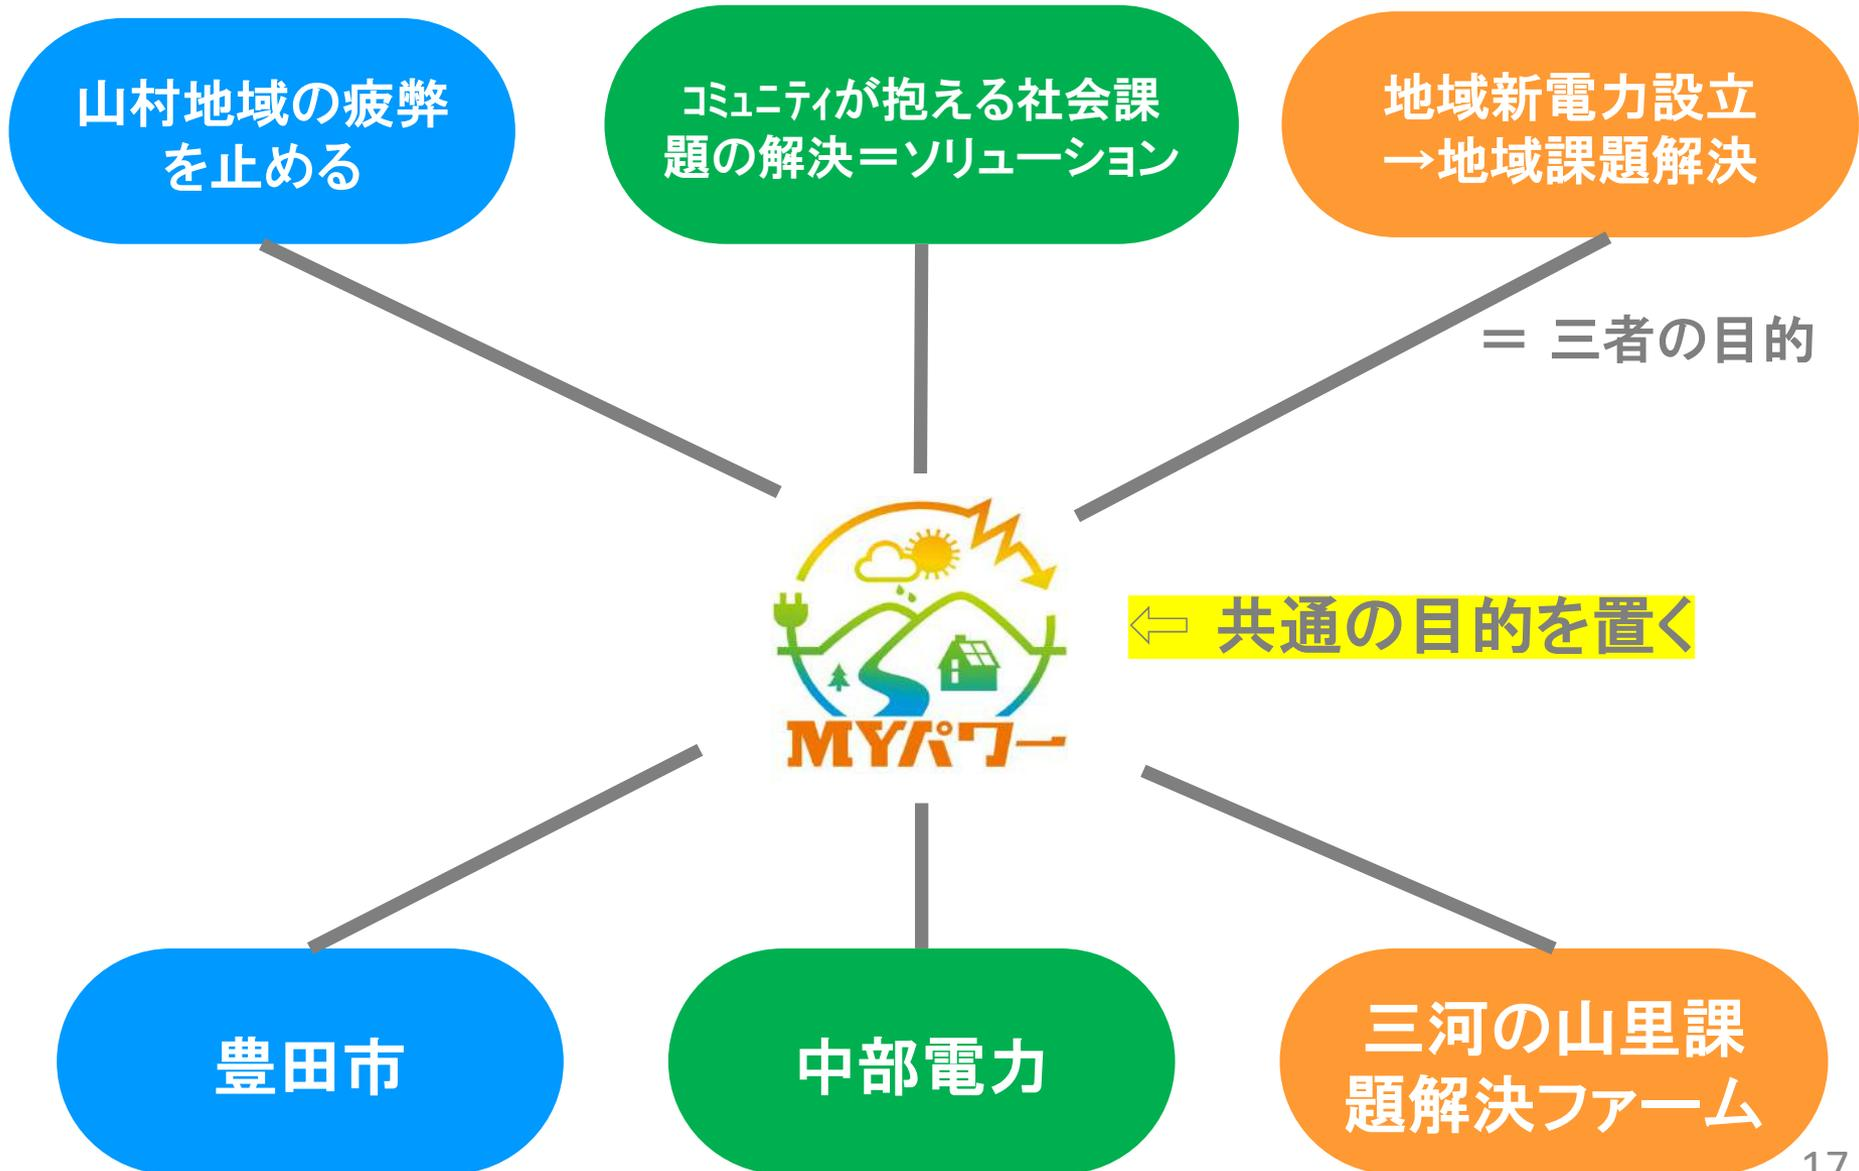 山村地域の疲弊
を止める
ｺﾐｭﾆﾃｨが抱える社会課
題の解決＝ソリューション
地域新電力設立
→地域課題解決
＝ 三者の目的
⇦ 共通の目的を置く
MYパワー
豊田市
中部電力
三河の山里課
題解決ファーム
17